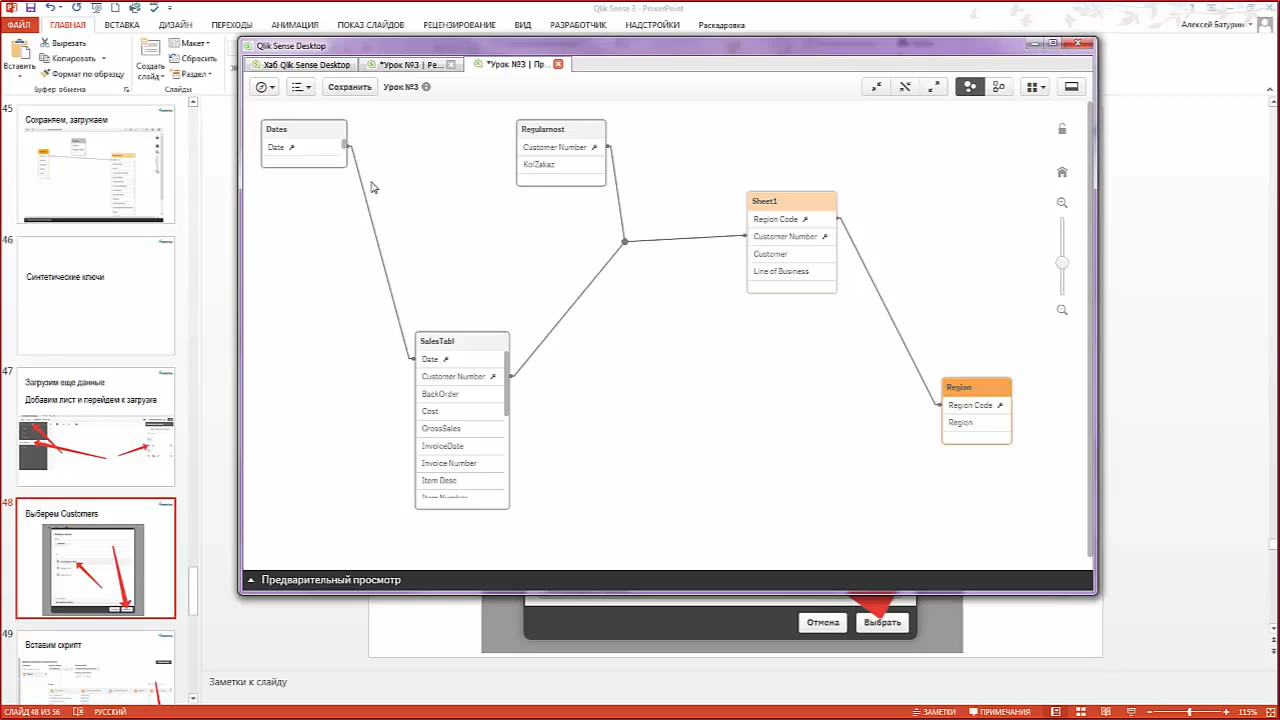 Qlik Sense 3 - PowerPoint
ФАЙЛ ГЛАВНАЯ ВСТАВКА ДИЗАЙН ПЕРЕХОДЫ АНИМАЦИЯ ПОКАЗ СЛАЙДОВ РЕЦЕНЗИРОВАНИЕ ВИД РАЗРАБОТЧИК НАДСТРОЙКИ Раскадровка
Алексей Батурин
Вставить
Вырезать
Копировать
Формат по образцу
Буфер обмена
Создать слайд
Макет
Сбросить
Раздел
Слайды
Qlik Sense Desktop
Хаб Qlik Sense Desktop
*Урок №3 | Ре...
*Урок №3 | Пр...
Сохранить
Урок №3
Dates
Date
Regularnost
Customer Number
KolZakaz
Sheet1
Region Code
Customer Number
Customer
Line of Business
SalesTabl
Date
Customer Number
BackOrder
Cost
GrossSales
InvoiceDate
Invoice Number
Item Desc
Item Number
Region
Region Code
Region
Предварительный просмотр
Отмена
Выбрать
45
Сохраняем, загружаем
46
Синтетические ключи
47
Загрузим еще данные
Добавим лист и перейдем к загрузке
48
Выберем Customers
49
Вставим скрипт
Заметки к слайду
СЛАЙД 48 ИЗ 56
РУССКИЙ
ЗАМЕТКИ
ПРИМЕЧАНИЯ
115%